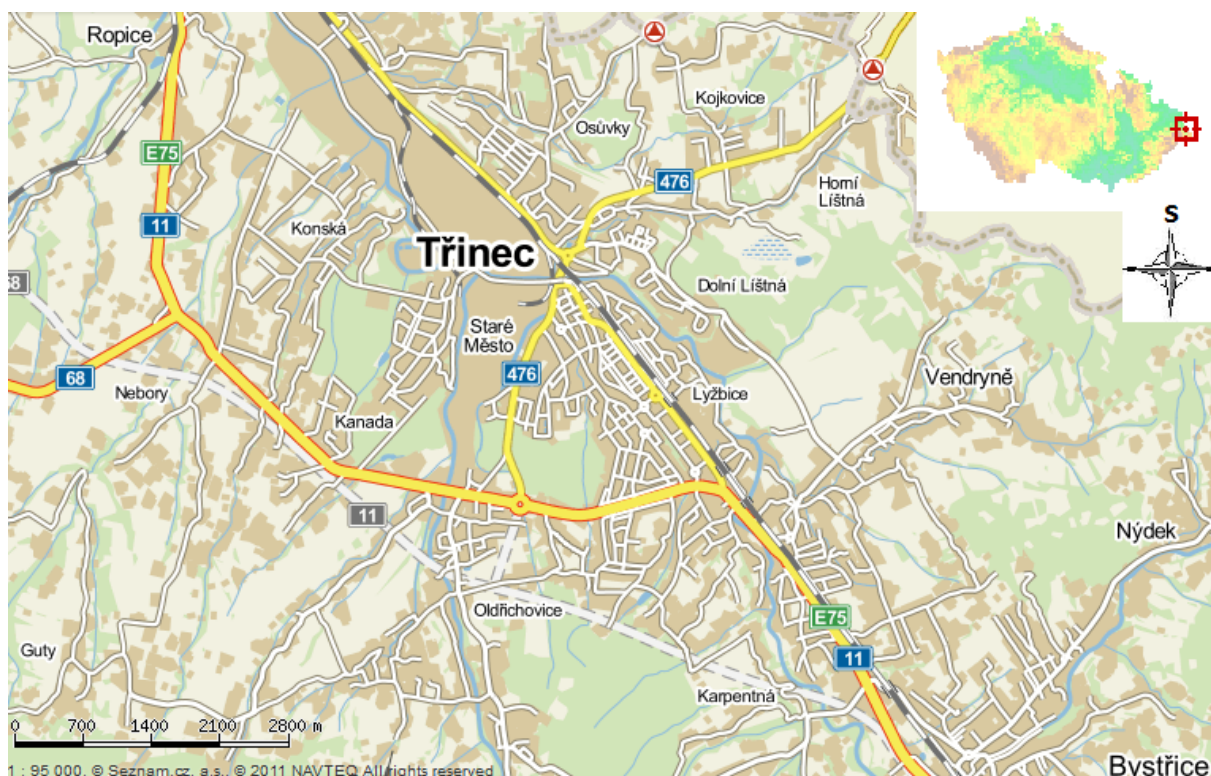 Ropice
Kojkovice
Osůvky
E75
476
11
Horní
Líštná
Konská
Třinec
Dolní Líštná
S
68
Staré
Město
476
68
Nebory
Vendryně
Lyžbice
Kanada
11
Nýdek
Oldřichovice
E75
Guty
11
Karpentná
0 700 1400 2100 2800 m
1 : 95 000, © Seznam.cz, a.s., © 2011 NAVTEQ All rights reserved
Bystřice